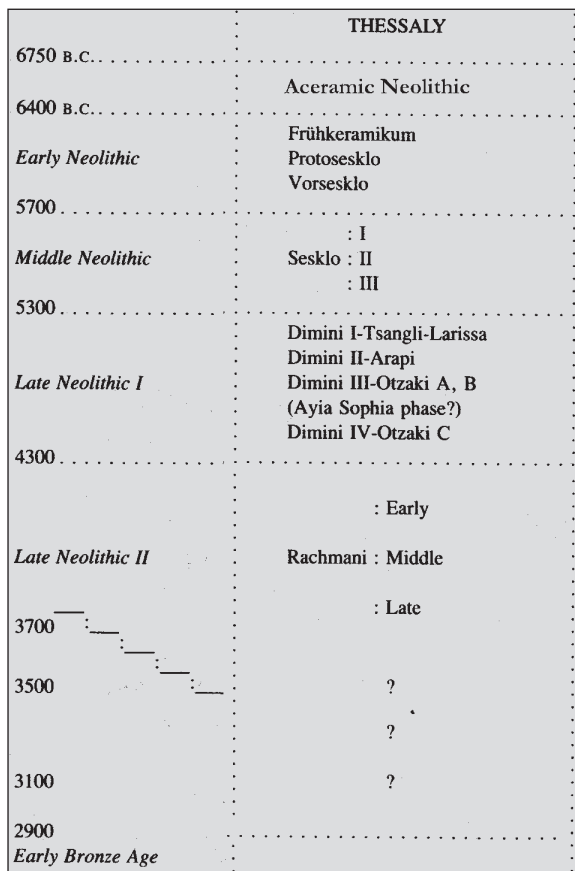 THESSALY
6750 B.C.
Aceramic Neolithic
6400 B.C.
Frühkeramikum
Early Neolithic Protosesklo
Vorsesklo
5700
: I
Middle Neolithic Sesklo : II
: III
5300
Dimini I-Tsangli-Larissa
Dimini II-Arapi
Late Neolithic I Dimini III-Otzaki A, B
(Ayia Sophia phase?)
Dimini IV-Otzaki C
4300
: Early
Late Neolithic II Rachmani : Middle
: Late
3700
3500 ?
?
3100 ?
2900
Early Bronze Age